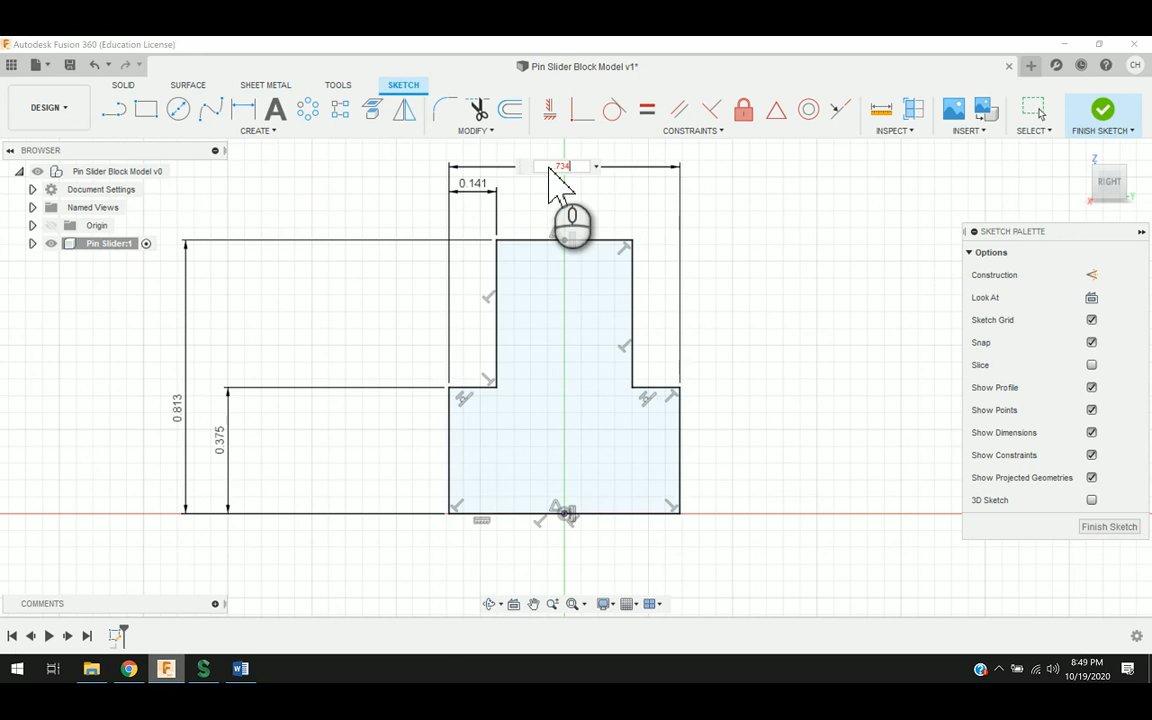 Autodesk Fusion 360 (Education License)
Pin Slider Block Model v1*
CH
SOLID SURFACE SHEET METAL TOOLS SKETCH
DESIGN
CREATE MODIFY CONSTRAINTS INSPECT INSERT SELECT FINISH SKETCH
BROWSER
Pin Slider Block Model v0
Document Settings
Named Views
Origin
Pin Slider:1
.734
0.141
0.813
0.375
Z
RIGHT
X
Y
SKETCH PALETTE
Options
Construction
Look At
Sketch Grid
Snap
Slice
Show Profile
Show Points
Show Dimensions
Show Constraints
Show Projected Geometries
3D Sketch
Finish Sketch
COMMENTS
8:49 PM
10/19/2020